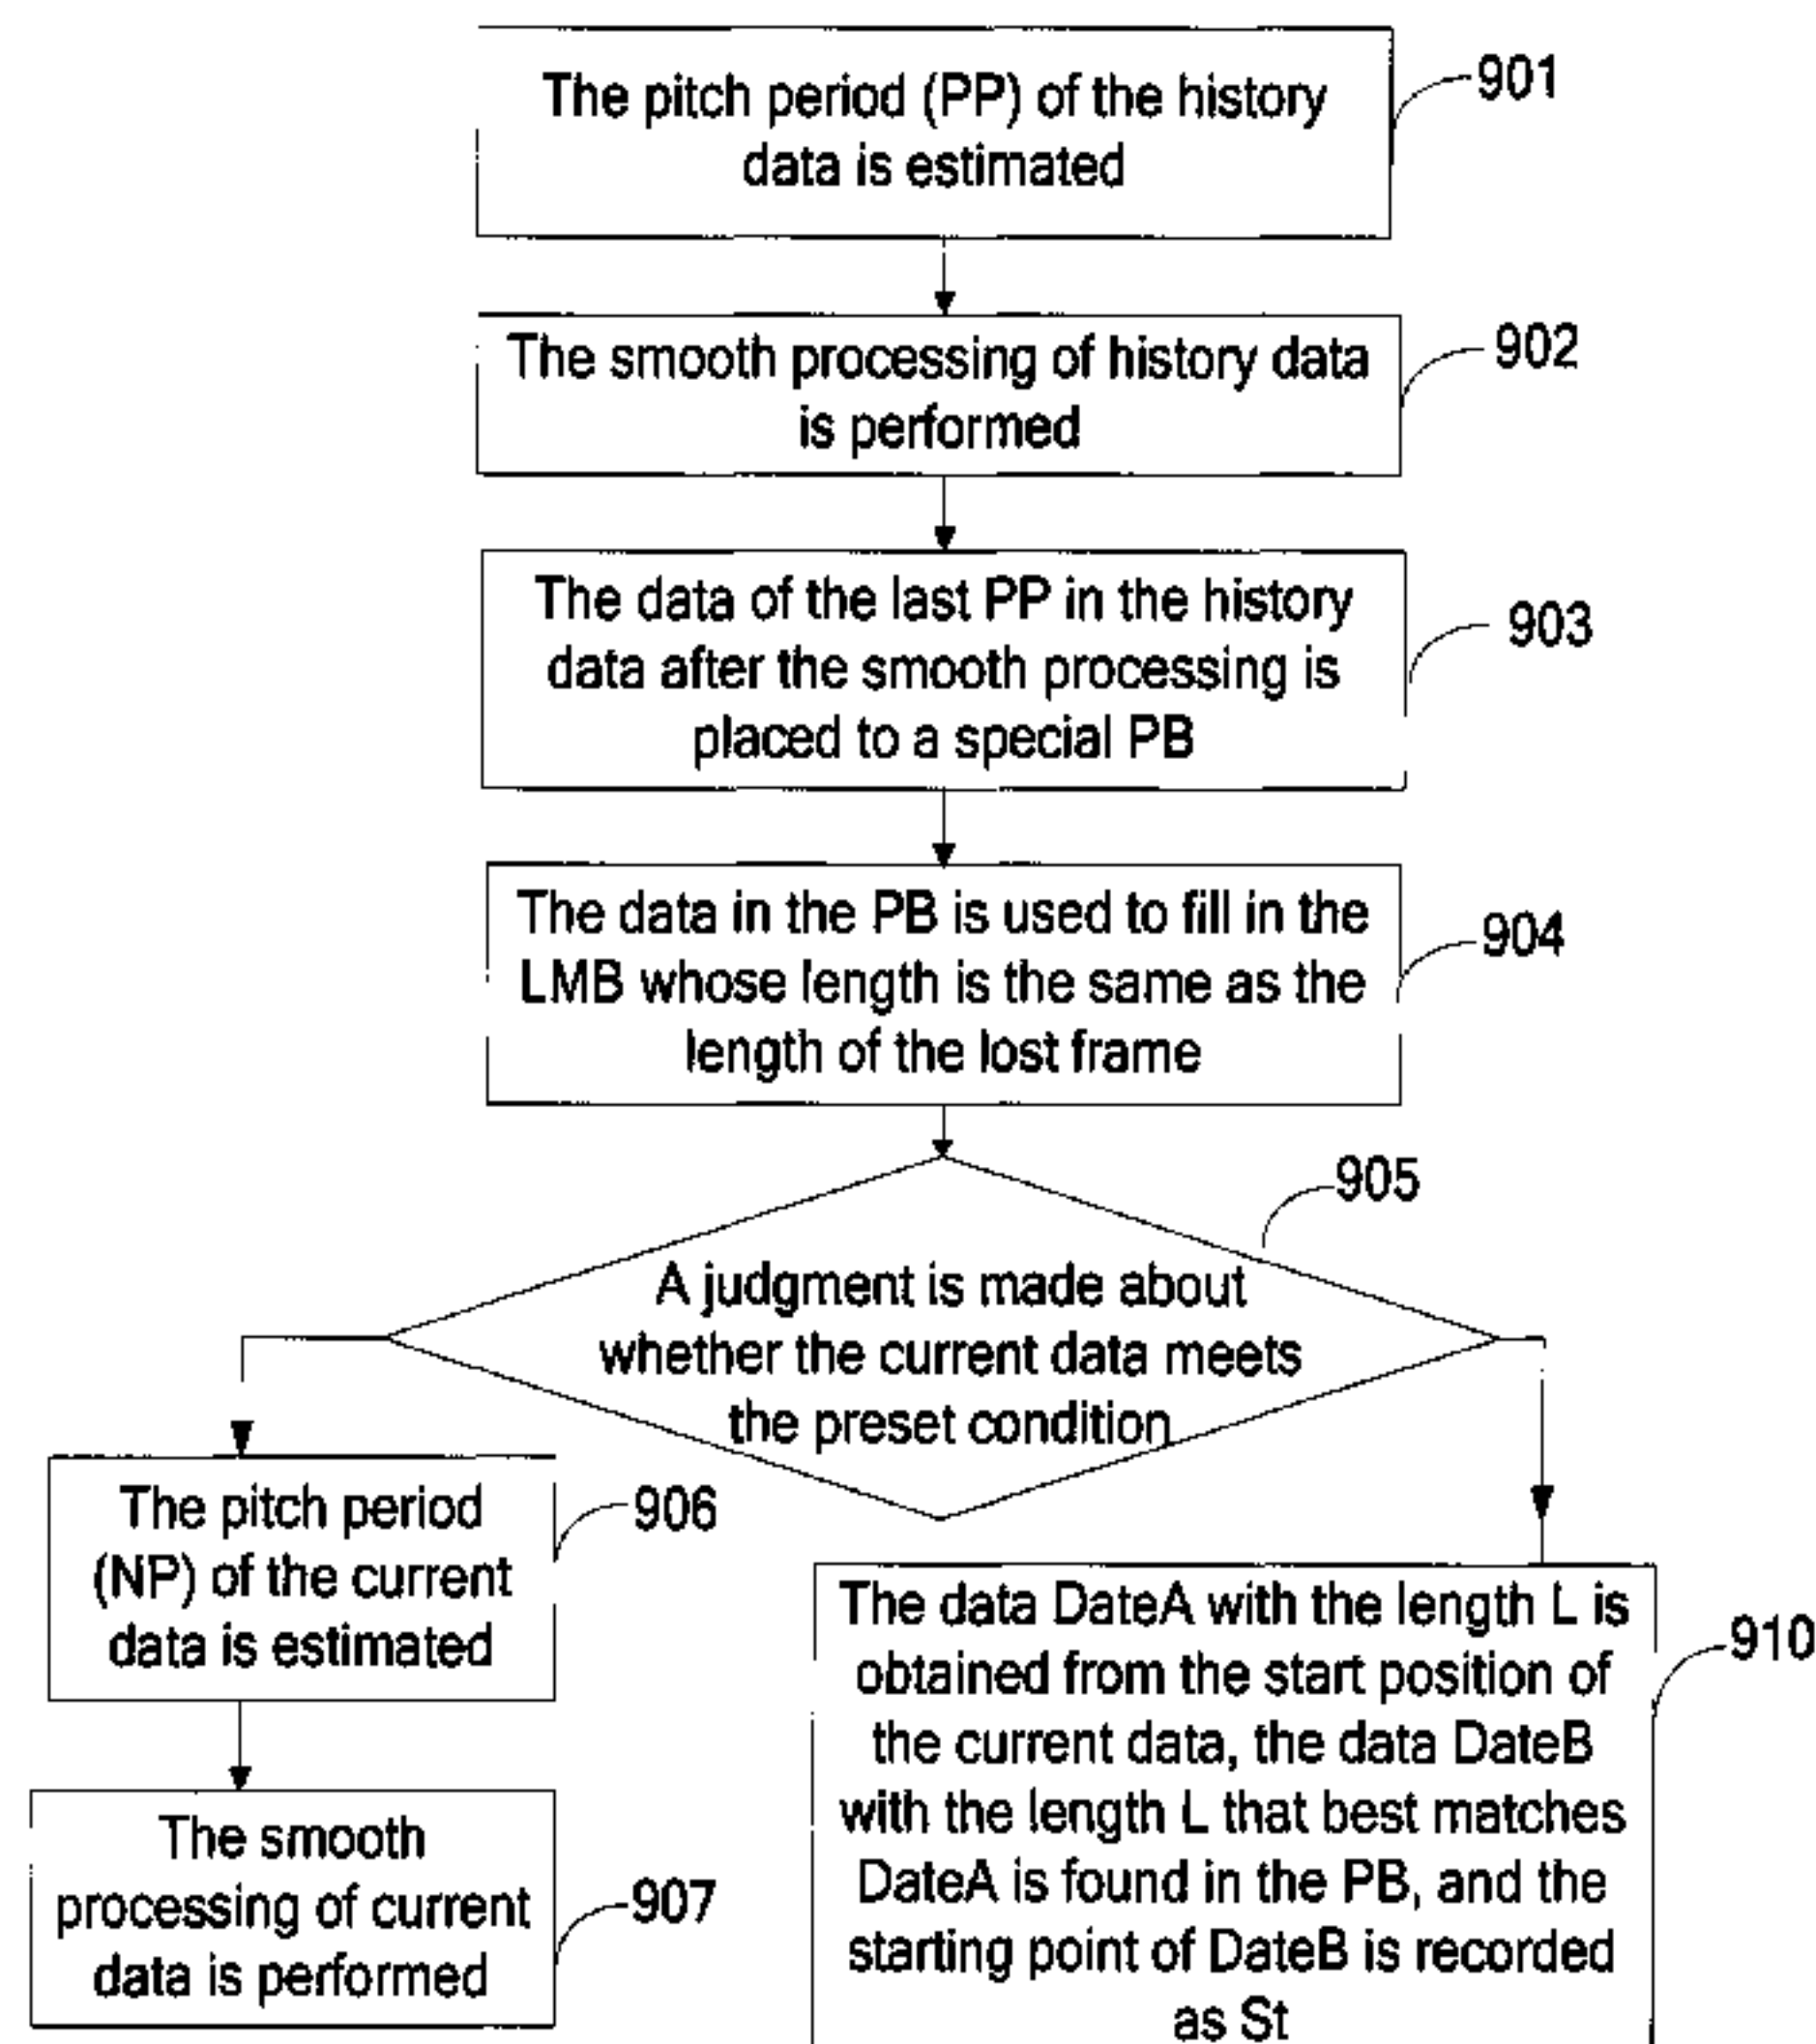 The pitch period (PP) of the history
data is estimated
901
The smooth processing of history data
is performed
902
The data of the last PP in the history
data after the smooth processing is
placed to a special PB
903
The data in the PB is used to fill in the
LMB whose length is the same as the
length of the lost frame
904
905
A judgment is made about
whether the current data meets
the preset condition
The pitch period
(NP) of the current
data is estimated
906
The smooth
processing of current
data is performed
907
The data DateA with the length L is
obtained from the start position of
the current data, the data DateB
with the length L that best matches
DateA is found in the PB, and the
starting point of DateB is recorded
as St
910